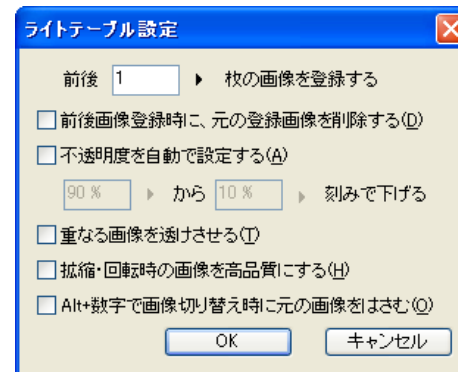 ライトテーブル設定
前後 1 枚の画像を登録する
前後画像登録時に、元の登録画像を削除する(D)
不透明度を自動で設定する(A)
90 % から 10 % 刻みで下げる
重なる画像を透けさせる(T)
拡縮・回転時の画像を高品質にする(H)
Alt+数字で画像切り替え時に元の画像をはさむ(O)
OK キャンセル